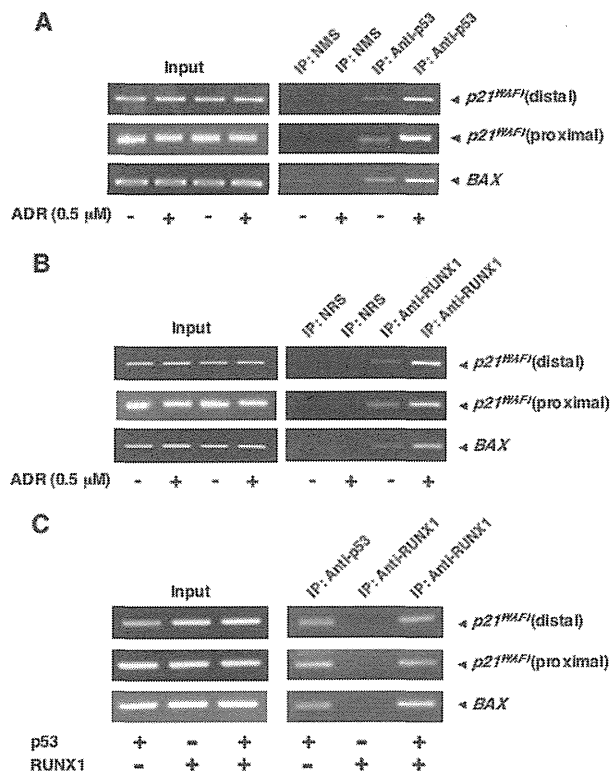 A
Input
IP: NMS
IP: NMS
IP: Anti-p53
IP: Anti-p53
p21WAF1(distal)
p21WAF1(proximal)
BAX
ADR (0.5 μM) - + - + - + - +
B
Input
IP: NRS
IP: NRS
IP: Anti-RUNX1
IP: Anti-RUNX1
p21WAF1(distal)
p21WAF1(proximal)
BAX
ADR (0.5 μM) - + - + - + - +
C
Input
IP: Anti-p53
IP: Anti-RUNX1
IP: Anti-RUNX1
p21WAF1(distal)
p21WAF1(proximal)
BAX
p53 + - + + - +
RUNX1 - + + - + +